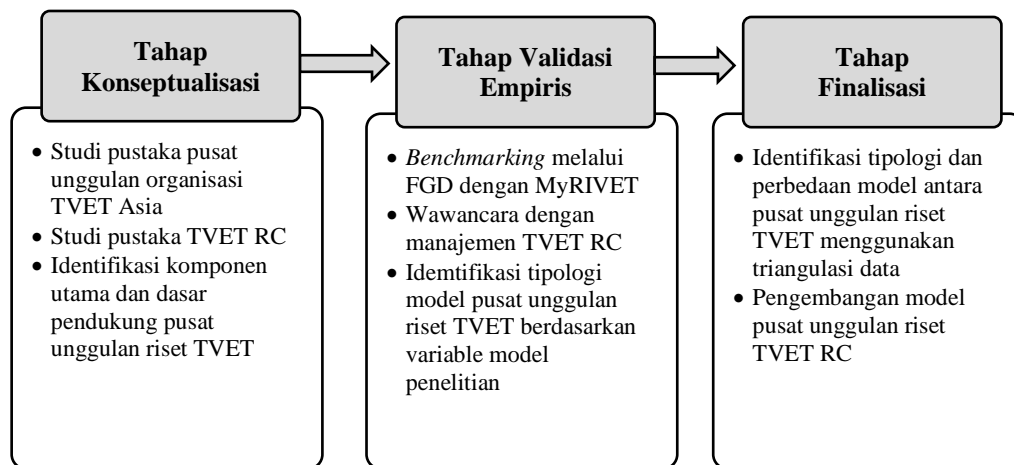 Tahap
Konseptualisasi
• Studi pustaka pusat
unggulan organisasi
TVET Asia
• Studi pustaka TVET RC
• Identifikasi komponen
utama dan dasar
pendukung pusat
unggulan riset TVET
Tahap Validasi
Empiris
• Benchmarking melalui
FGD dengan MyRIVET
• Wawancara dengan
manajemen TVET RC
• Idemtifikasi tipologi
model pusat unggulan
riset TVET berdasarkan
variable model
penelitian
Tahap
Finalisasi
• Identifikasi tipologi dan
perbedaan model antara
pusat unggulan riset
TVET menggunakan
triangulasi data
• Pengembangan model
pusat unggulan riset
TVET RC